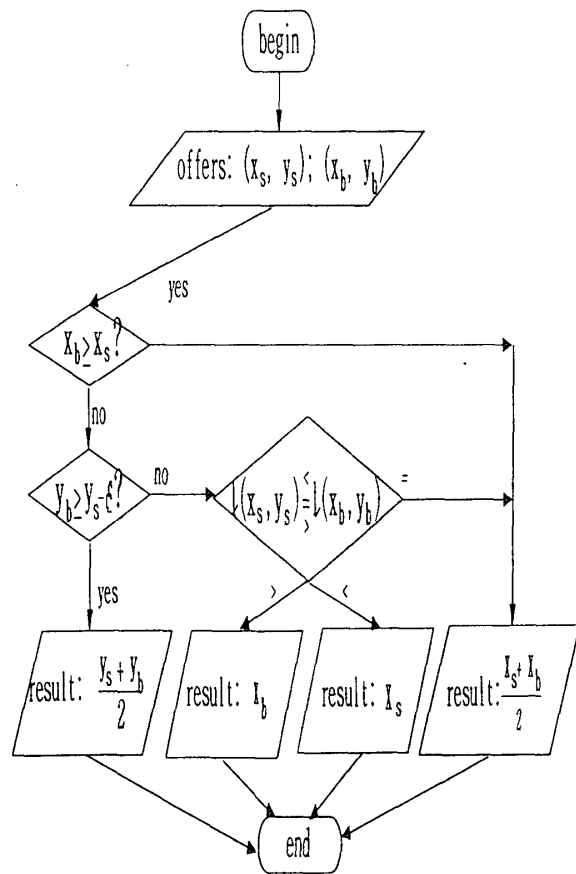 begin
offers: (x_s, y_s); (x_b, y_b)
yes
x_b ≥ x_s?
no
y_b ≥ y_s-ε?
no
l(x_s, y_s) <=> l(x_b, y_b)
=
yes
>
<
result: (y_s + y_b)/2
result: x_b
result: x_s
result: (x_s + x_b)/2
end